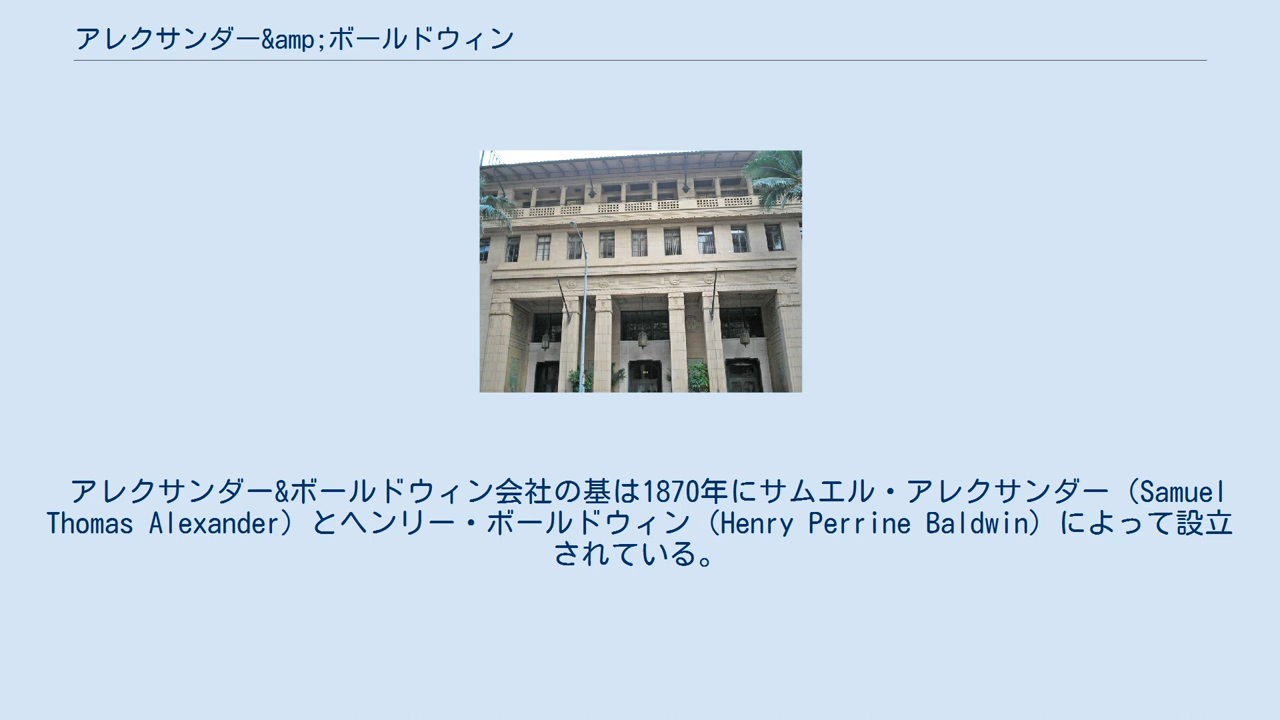 アレクサンダー&amp;ボールドウィン
アレクサンダー&ボールドウィン会社の基は1870年にサムエル・アレクサンダー（Samuel
Thomas Alexander）とヘンリー・ボールドウィン（Henry Perrine Baldwin）によって設立
されている。